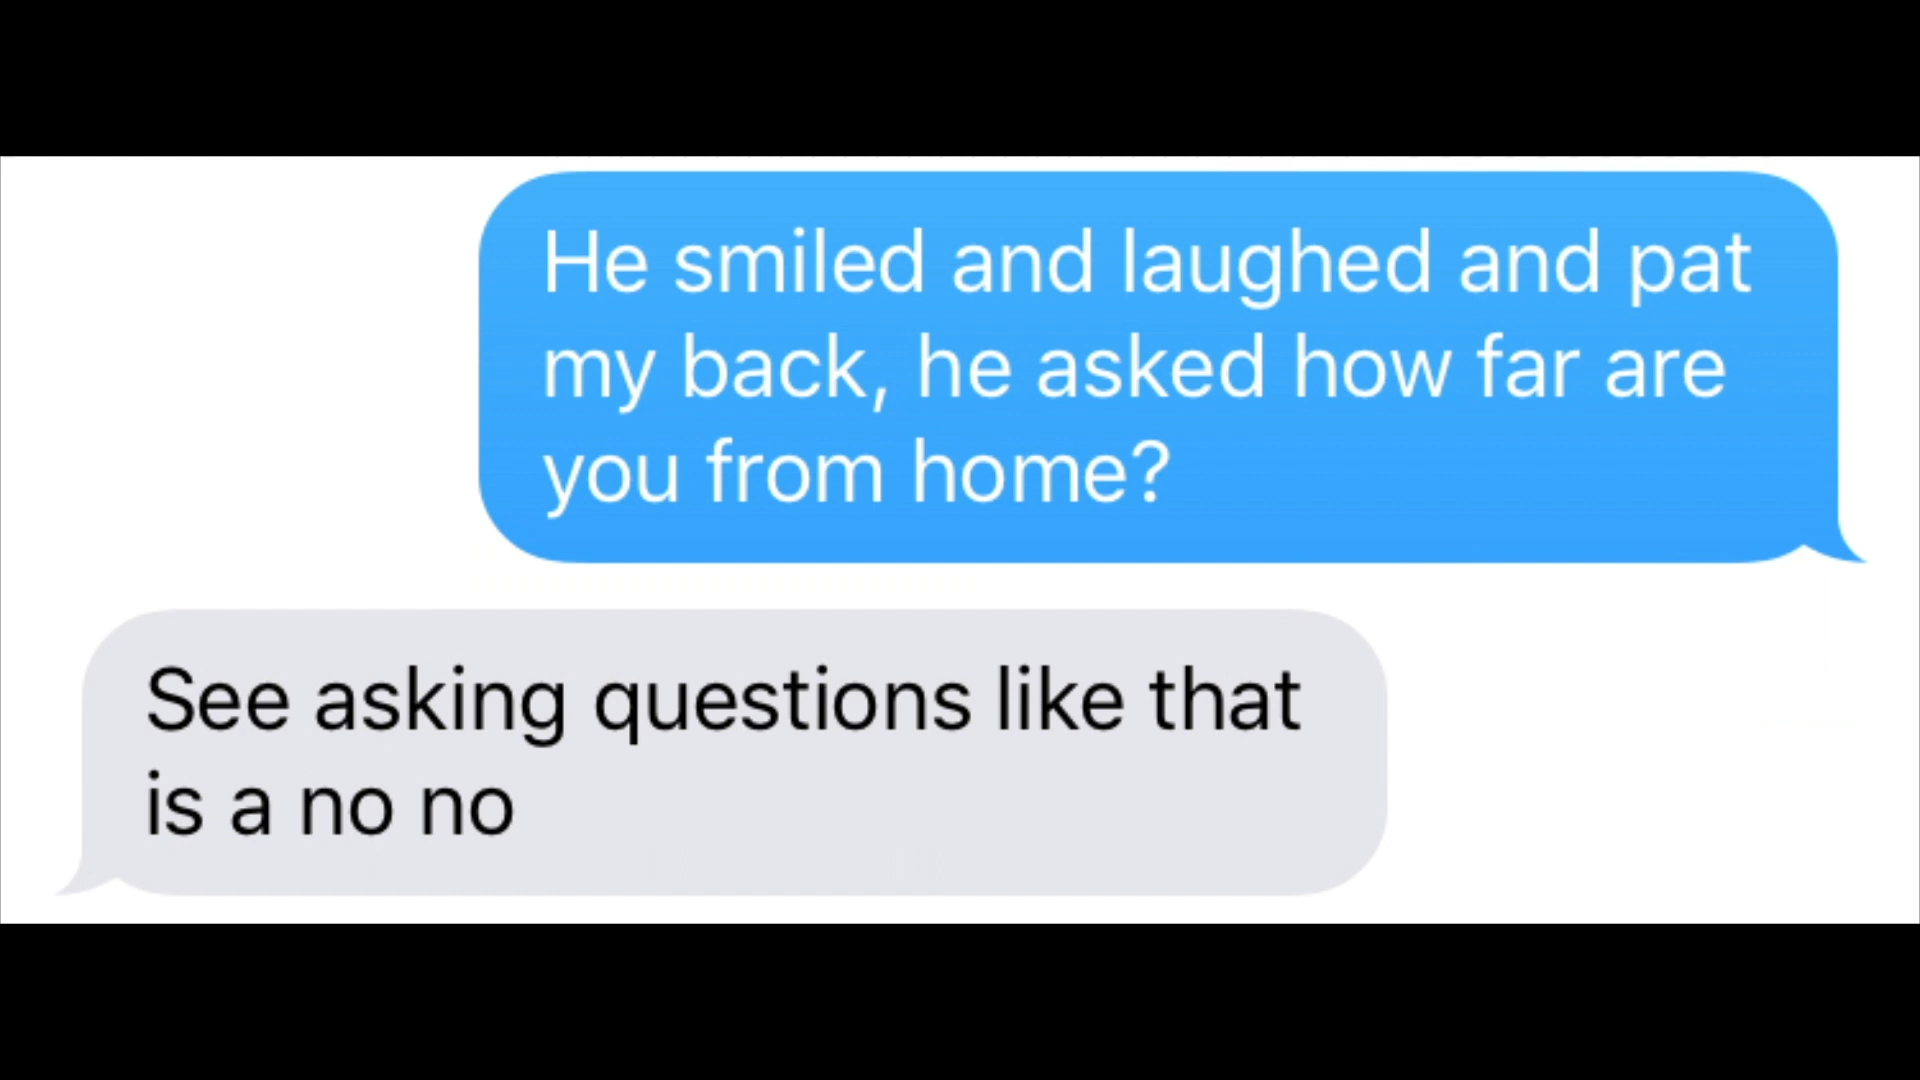 He smiled and laughed and pat
my back, he asked how far are
you from home?
See asking questions like that
is a no no